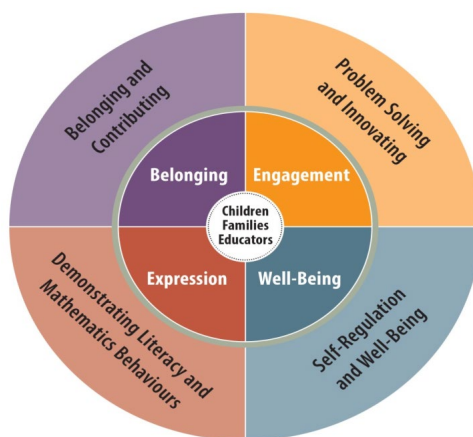 Belonging and
Contributing
Problem Solving
and Innovating
Belonging
Engagement
Children
Families
Educators
Expression
Well-Being
Demonstrating Literacy and
Mathematics Behaviours
Self-Regulation
and Well-Being